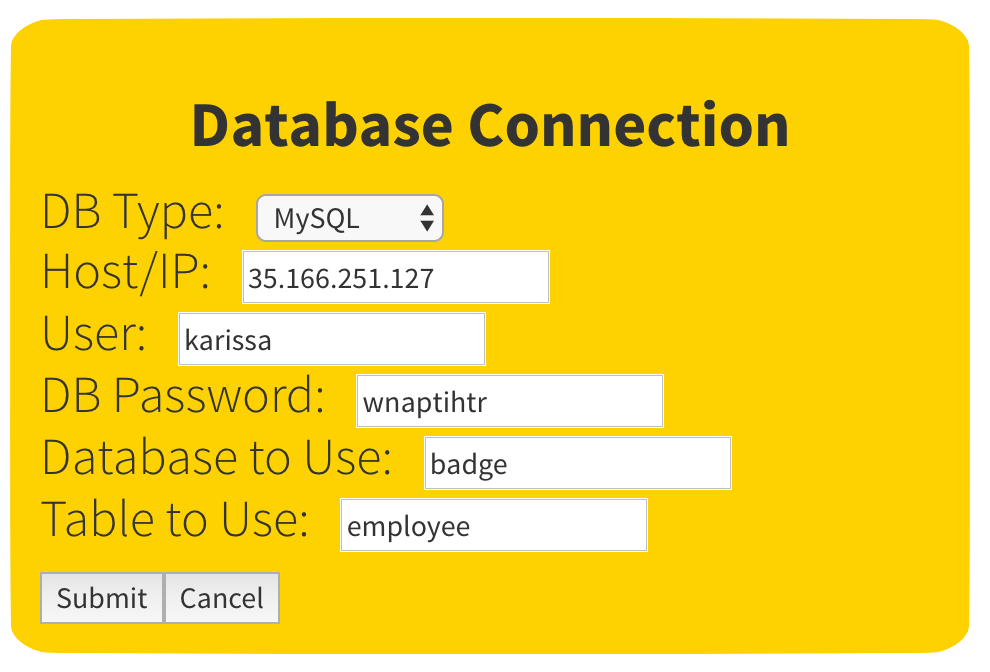 Database Connection
DB Type: MySQL
Host/IP: 35.166.251.127
User: karissa
DB Password: wnaptihtr
Database to Use: badge
Table to Use: employee
Submit Cancel